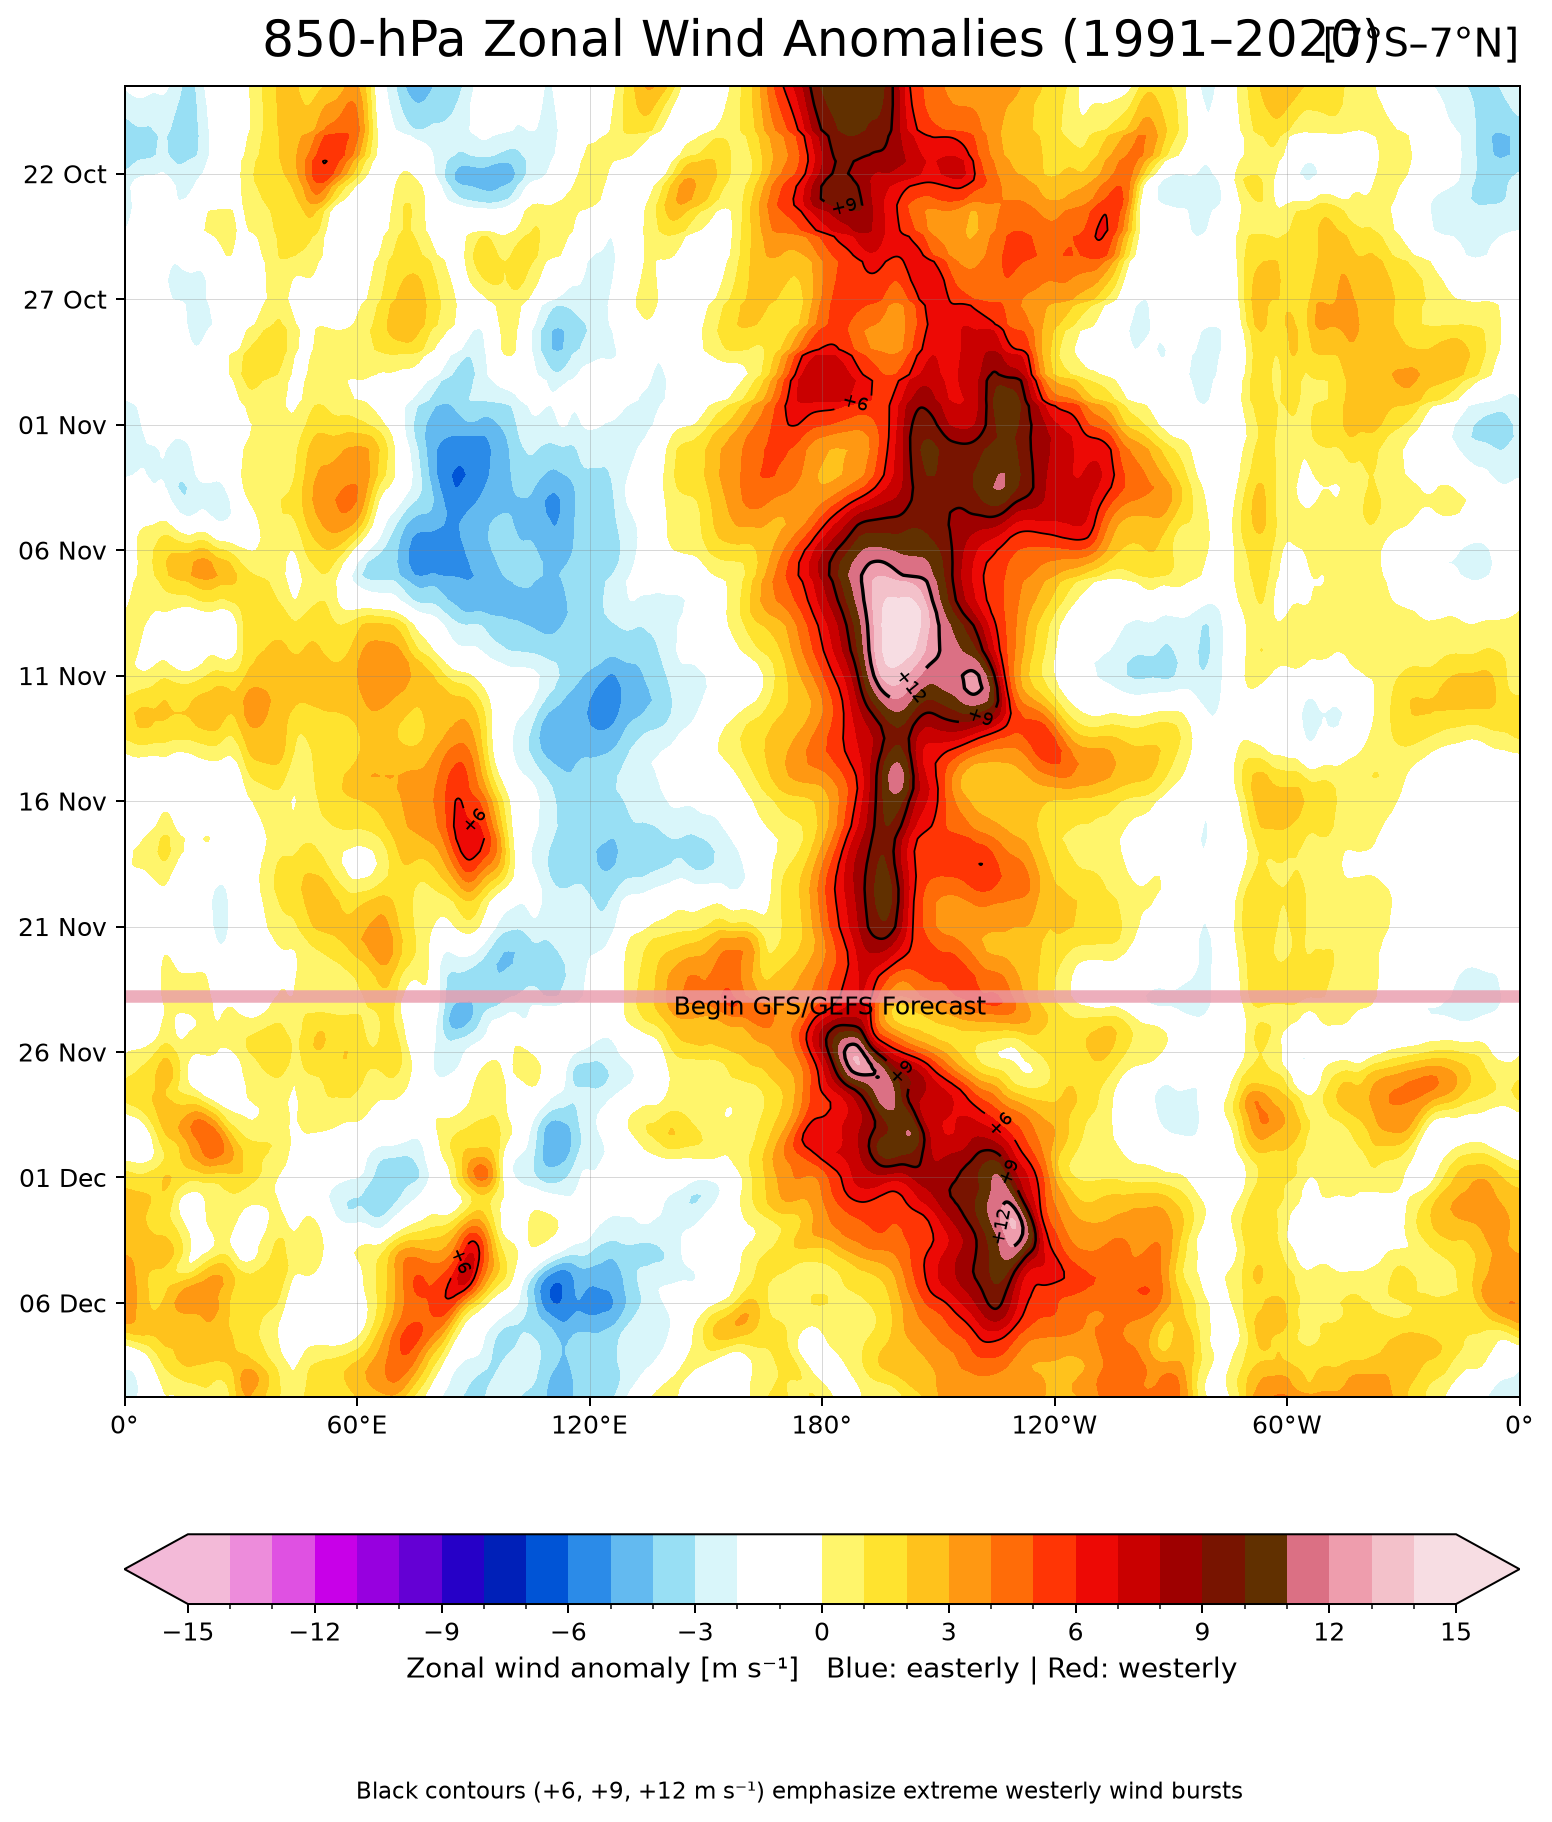 850-hPa Zonal Wind Anomalies (1991–2020)
[7°S–7°N]
22 Oct
27 Oct
01 Nov
06 Nov
11 Nov
16 Nov
21 Nov
26 Nov
01 Dec
06 Dec
+9
+6
+12
+9
+6
Begin GFS/GEFS Forecast
+9
+6
+9
+12
+6
0° 60°E 120°E 180° 120°W 60°W 0°
−15 −12 −9 −6 −3 0 3 6 9 12 15
Zonal wind anomaly [m s⁻¹] Blue: easterly | Red: westerly
Black contours (+6, +9, +12 m s⁻¹) emphasize extreme westerly wind bursts